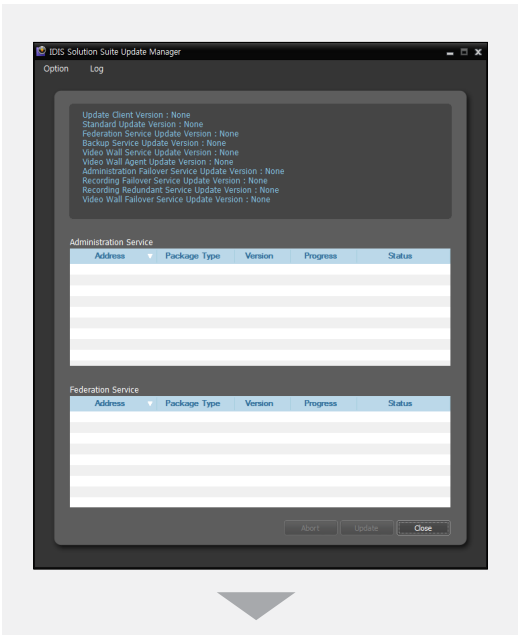 IDIS Solution Suite Update Manager
Option Log
Update Client Version : None
Standard Update Version : None
Federation Service Update Version : None
Backup Service Update Version : None
Video Wall Service Update Version : None
Video Wall Agent Update Version : None
Administration Failover Service Update Version : None
Recording Failover Service Update Version : None
Recording Redundant Service Update Version : None
Video Wall Failover Service Update Version : None
Administration Service
Address Package Type Version Progress Status
Federation Service
Address Package Type Version Progress Status
Abort Update Close